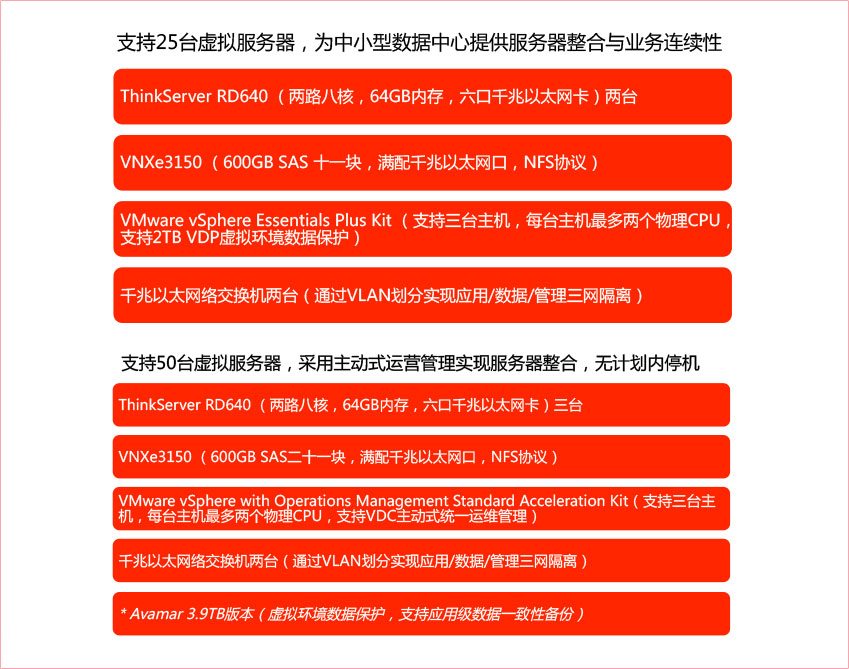 支持25台虚拟服务器，为中小型数据中心提供服务器整合与业务连续性
ThinkServer RD640（两路八核，64GB内存，六口千兆以太网卡）两台
VNXe3150（600GB SAS 十一块，满配千兆以太网口，NFS协议）
VMware vSphere Essentials Plus Kit（支持三台主机，每台主机最多两个物理CPU，
支持2TB VDP虚拟环境数据保护）
千兆以太网络交换机两台（通过VLAN划分实现应用/数据/管理三网隔离）
支持50台虚拟服务器，采用主动式运营管理实现服务器整合，无计划内停机
ThinkServer RD640（两路八核，64GB内存，六口千兆以太网卡）三台
VNXe3150（600GB SAS二十一块，满配千兆以太网口，NFS协议）
VMware vSphere with Operations Management Standard Acceleration Kit（支持三台主
机，每台主机最多两个物理CPU，支持VDC主动式统一运维管理）
千兆以太网络交换机两台（通过VLAN划分实现应用/数据/管理三网隔离）
* Avamar 3.9TB版本（虚拟环境数据保护，支持应用级数据一致性备份）